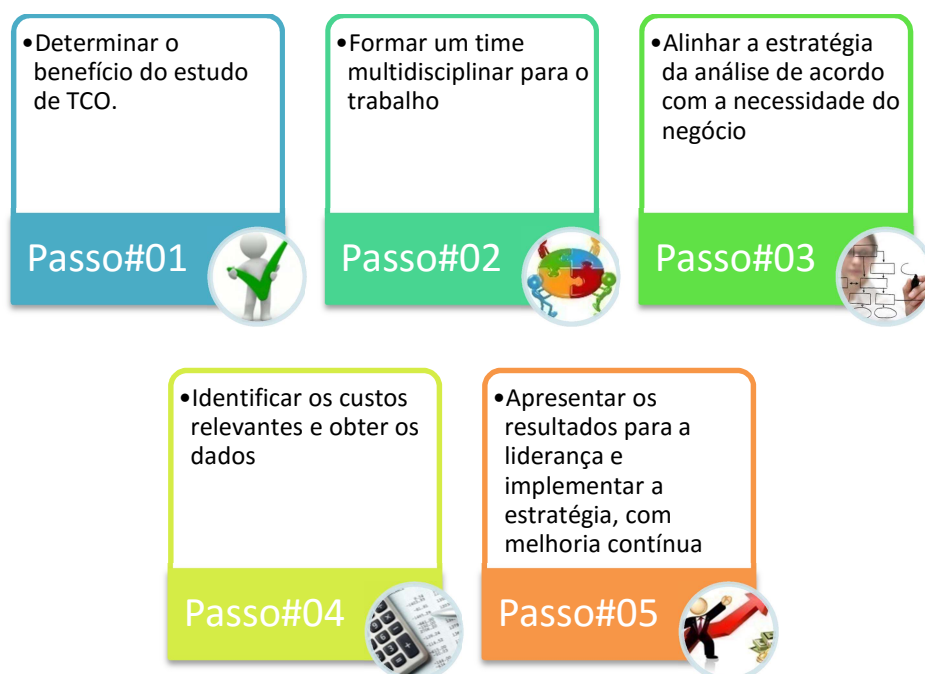 •Determinar o
benefício do estudo
de TCO.
Passo#01
•Formar um time
multidisciplinar para o
trabalho
Passo#02
•Alinhar a estratégia
da análise de acordo
com a necessidade do
negócio
Passo#03
•Identificar os custos
relevantes e obter os
dados
Passo#04
•Apresentar os
resultados para a
liderança e
implementar a
estratégia, com
melhoria contínua
Passo#05